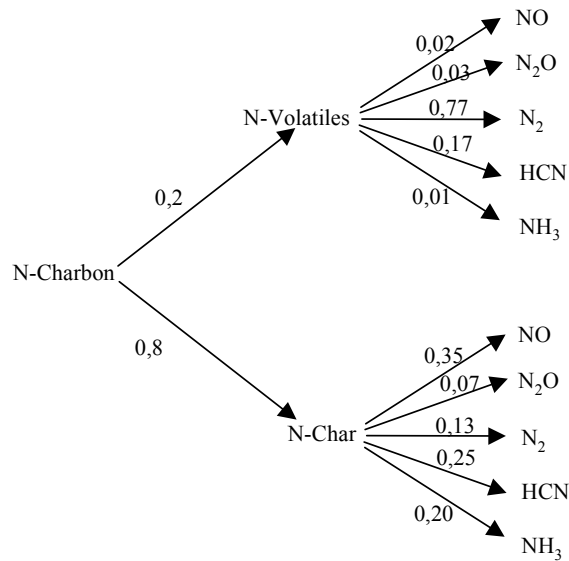 NO
0,02
N₂O
0,03
0,77
N-Volatiles
N₂
0,17
HCN
0,01
NH₃
0,2
N-Charbon
0,8
NO
0,35
N₂O
0,07
0,13
N-Char
N₂
0,25
HCN
0,20
NH₃